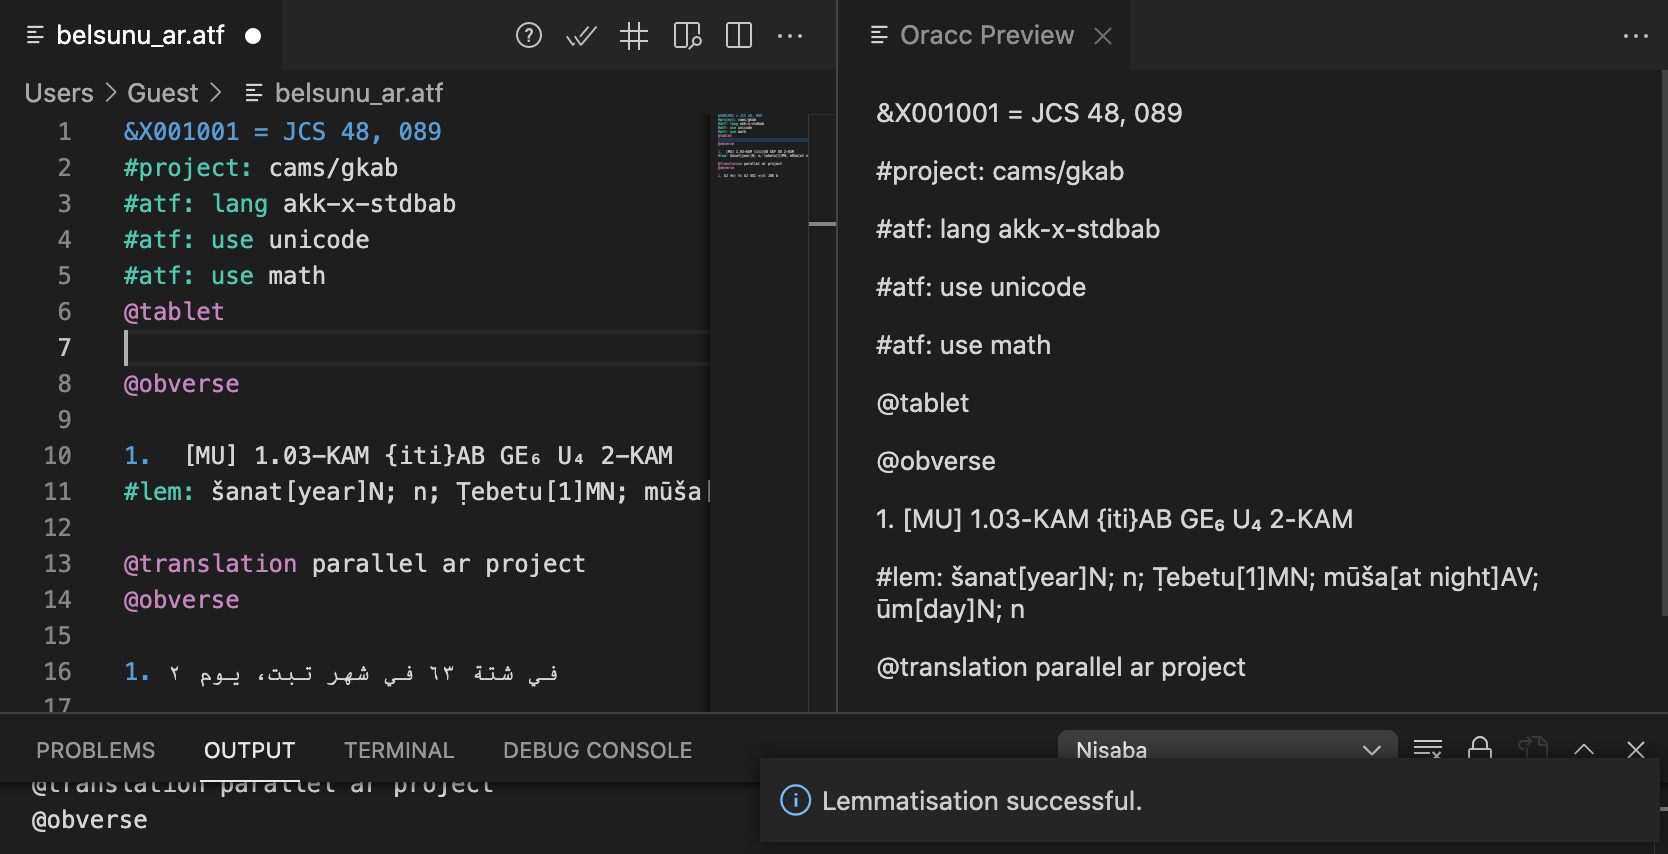 belsunu_ar.atf
Users > Guest > belsunu_ar.atf
1 &X001001 = JCS 48, 089
2 #project: cams/gkab
3 #atf: lang akk-x-stdbab
4 #atf: use unicode
5 #atf: use math
6 @tablet
7
8 @obverse
9
10 1. [MU] 1.03-KAM {iti}AB GE₆ U₄ 2-KAM
11 #lem: šanat[year]N; n; Ṭebetu[1]MN; mūša[
12
13 @translation parallel ar project
14 @obverse
15
16 1. في شتة ٦٣ في شهر تبت، يوم ٢
17
Oracc Preview
&X001001 = JCS 48, 089
#project: cams/gkab
#atf: lang akk-x-stdbab
#atf: use unicode
#atf: use math
@tablet
@obverse
1. [MU] 1.03-KAM {iti}AB GE₆ U₄ 2-KAM
#lem: šanat[year]N; n; Ṭebetu[1]MN; mūša[at night]AV;
ūm[day]N; n
@translation parallel ar project
PROBLEMS OUTPUT TERMINAL DEBUG CONSOLE
Nisaba
@translation parallel ar project
@obverse
Lemmatisation successful.